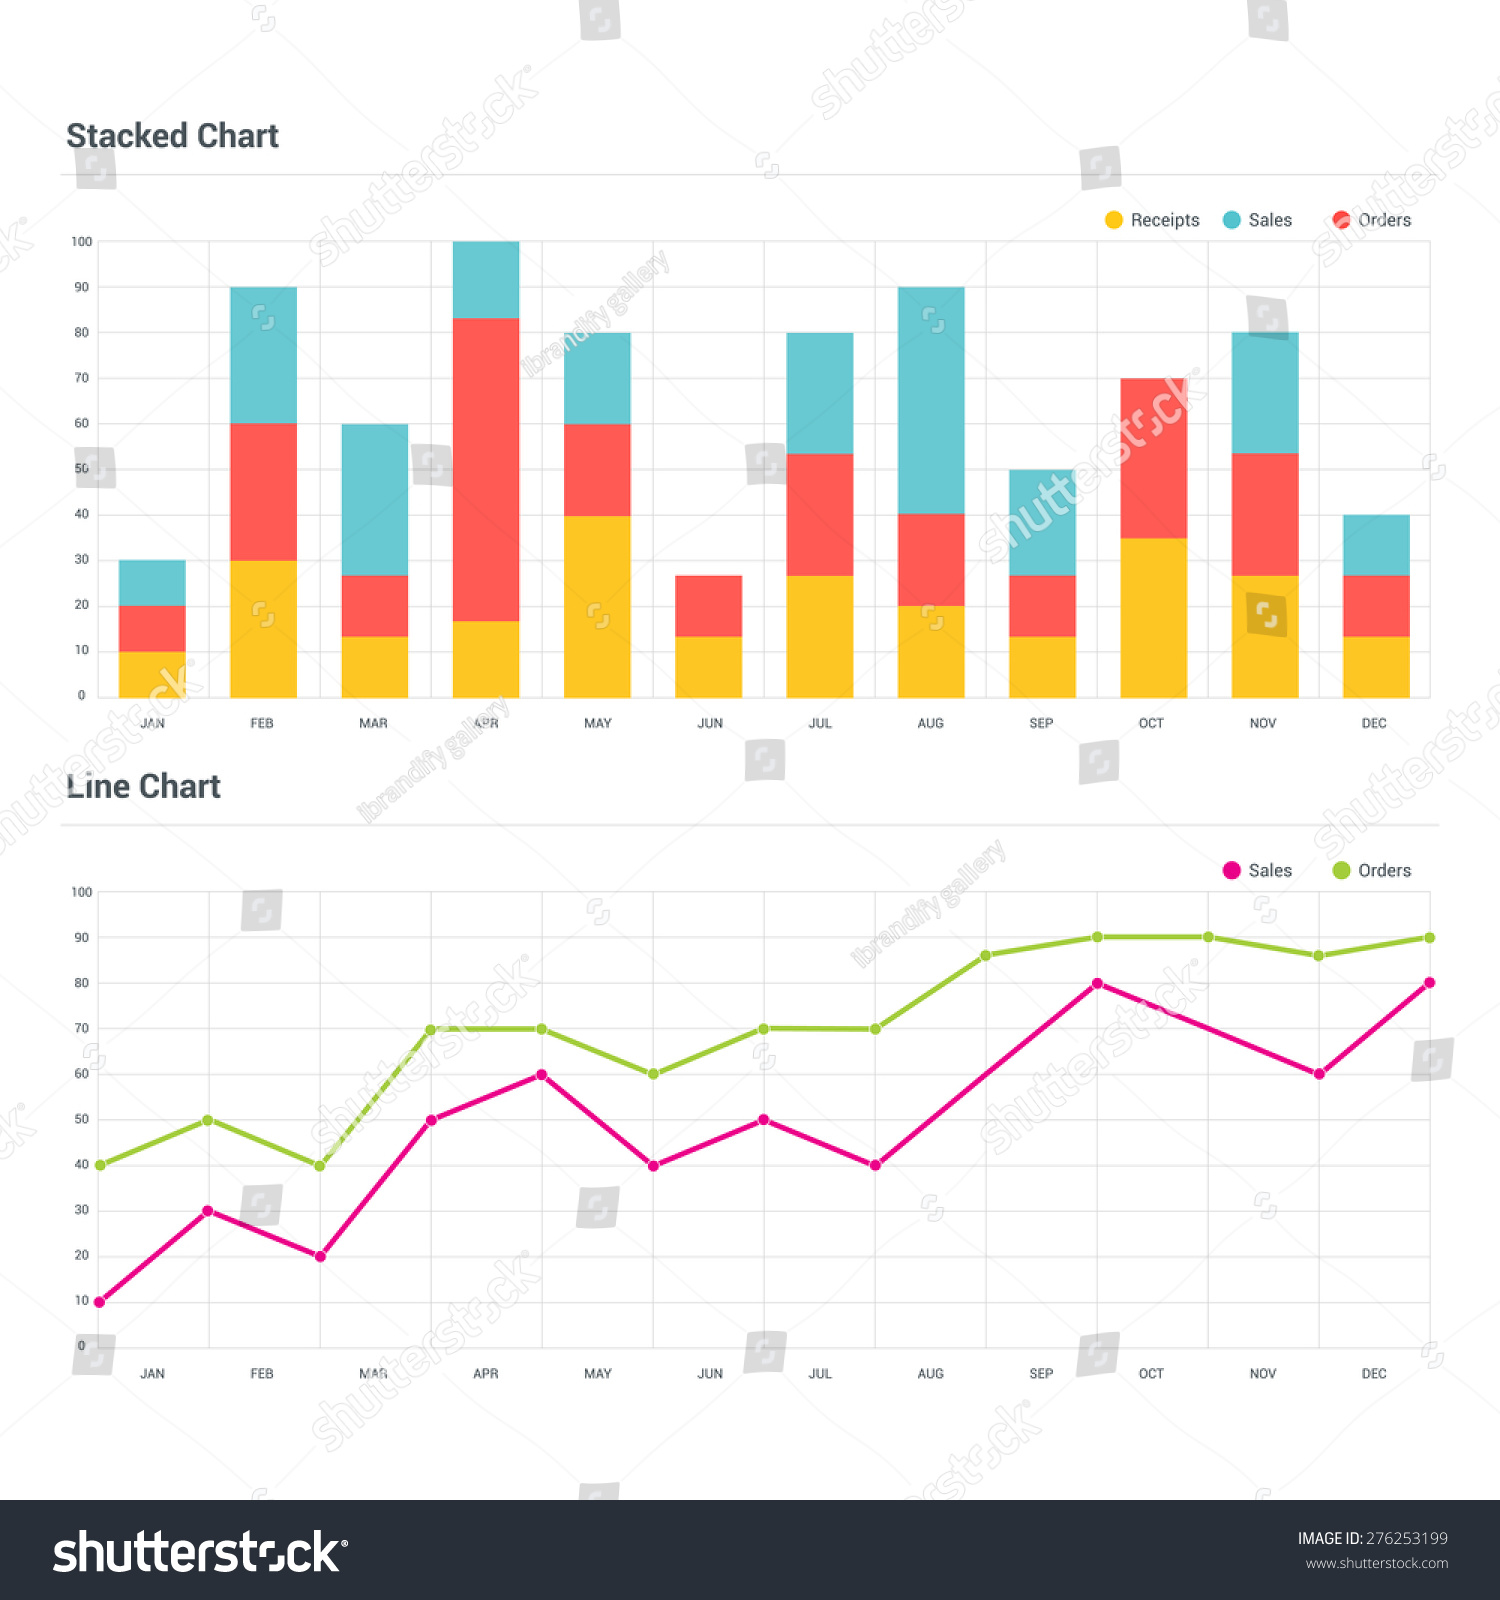 Stacked Chart
Receipts Sales Orders
100
90
80
70
60
50
40
30
20
10
0
JAN FEB MAR APR MAY JUN JUL AUG SEP OCT NOV DEC
Line Chart
Sales Orders
100
90
80
70
60
50
40
30
20
10
0
JAN FEB MAR APR MAY JUN JUL AUG SEP OCT NOV DEC
shutterstock
ibrandify gallery
shutterstock
IMAGE ID: 276253199
www.shutterstock.com